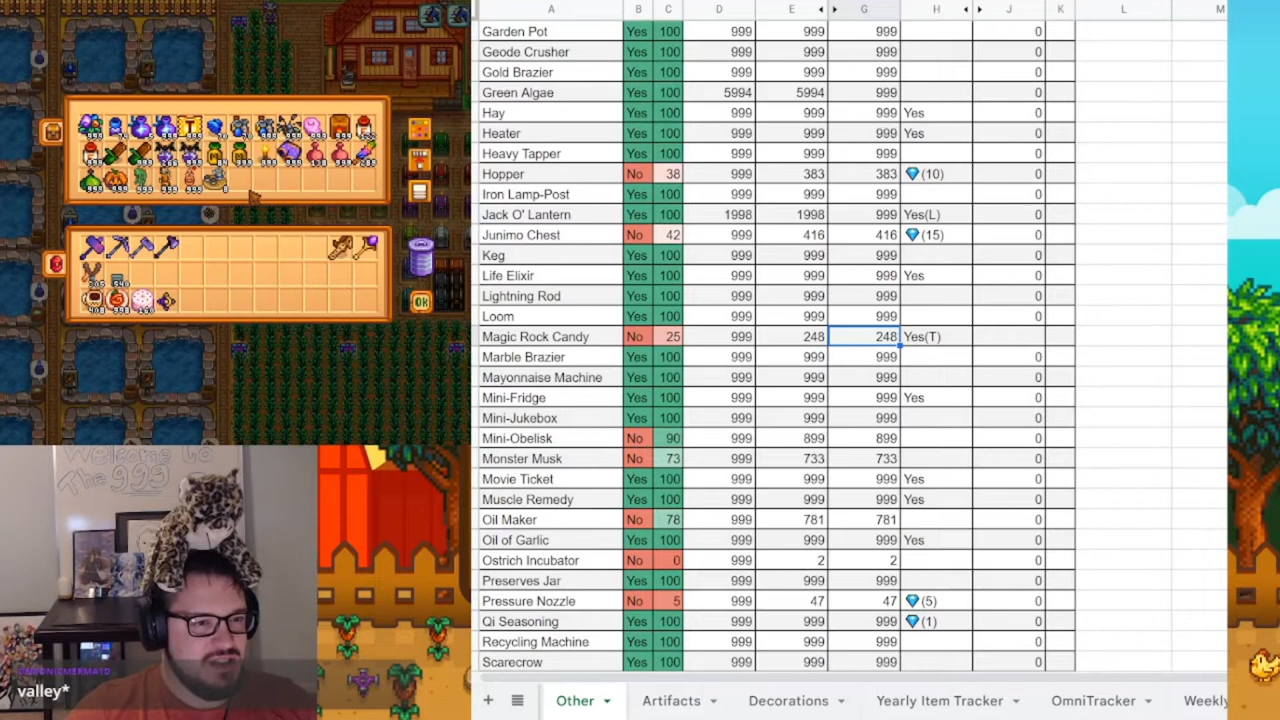 A B C D E G H J K L M
Garden Pot Yes 100 999 999 999 0
Geode Crusher Yes 100 999 999 999 0
Gold Brazier Yes 100 999 999 999 0
Green Algae Yes 100 5994 5994 999 0
Hay Yes 100 999 999 999 Yes 0
Heater Yes 100 999 999 999 Yes 0
Heavy Tapper Yes 100 999 999 999 0
Hopper No 38 999 383 383 💎(10) 0
Iron Lamp-Post Yes 100 999 999 999 0
Jack O' Lantern Yes 100 1998 1998 999 Yes(L) 0
Junimo Chest No 42 999 416 416 💎(15) 0
Keg Yes 100 999 999 999 0
Life Elixir Yes 100 999 999 999 Yes 0
Lightning Rod Yes 100 999 999 999 0
Loom Yes 100 999 999 999 0
Magic Rock Candy No 25 999 248 248 Yes(T)
Marble Brazier Yes 100 999 999 999 0
Mayonnaise Machine Yes 100 999 999 999 0
Mini-Fridge Yes 100 999 999 999 Yes 0
Mini-Jukebox Yes 100 999 999 999 0
Mini-Obelisk No 90 999 899 899 0
Monster Musk No 73 999 733 733 0
Movie Ticket Yes 100 999 999 999 Yes 0
Muscle Remedy Yes 100 999 999 999 Yes 0
Oil Maker No 78 999 781 781 0
Oil of Garlic Yes 100 999 999 999 Yes 0
Ostrich Incubator No 0 999 2 2 0
Preserves Jar Yes 100 999 999 999 0
Pressure Nozzle No 5 999 47 47 💎(5) 0
Qi Seasoning Yes 100 999 999 999 💎(1) 0
Recycling Machine Yes 100 999 999 999 0
Scarecrow Yes 100 999 999 999 0
Other Artifacts Decorations Yearly Item Tracker OmniTracker Weekly
OK
Welcome to
The 999
valley*